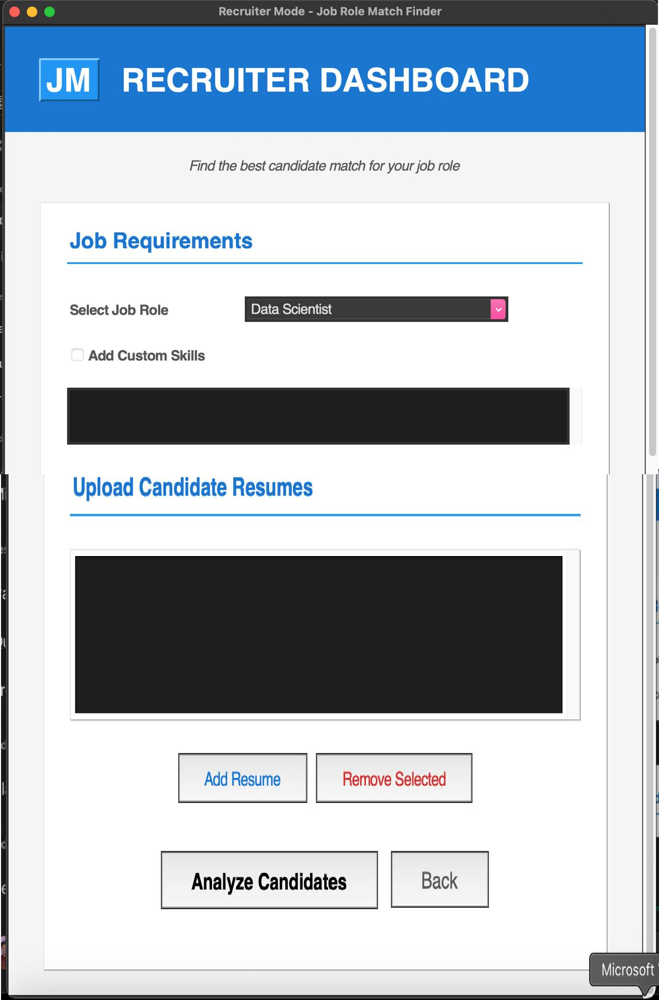 Recruiter Mode - Job Role Match Finder
JM RECRUITER DASHBOARD
Find the best candidate match for your job role
Job Requirements
Select Job Role Data Scientist
Add Custom Skills
Upload Candidate Resumes
Add Resume Remove Selected
Analyze Candidates Back
Microsoft